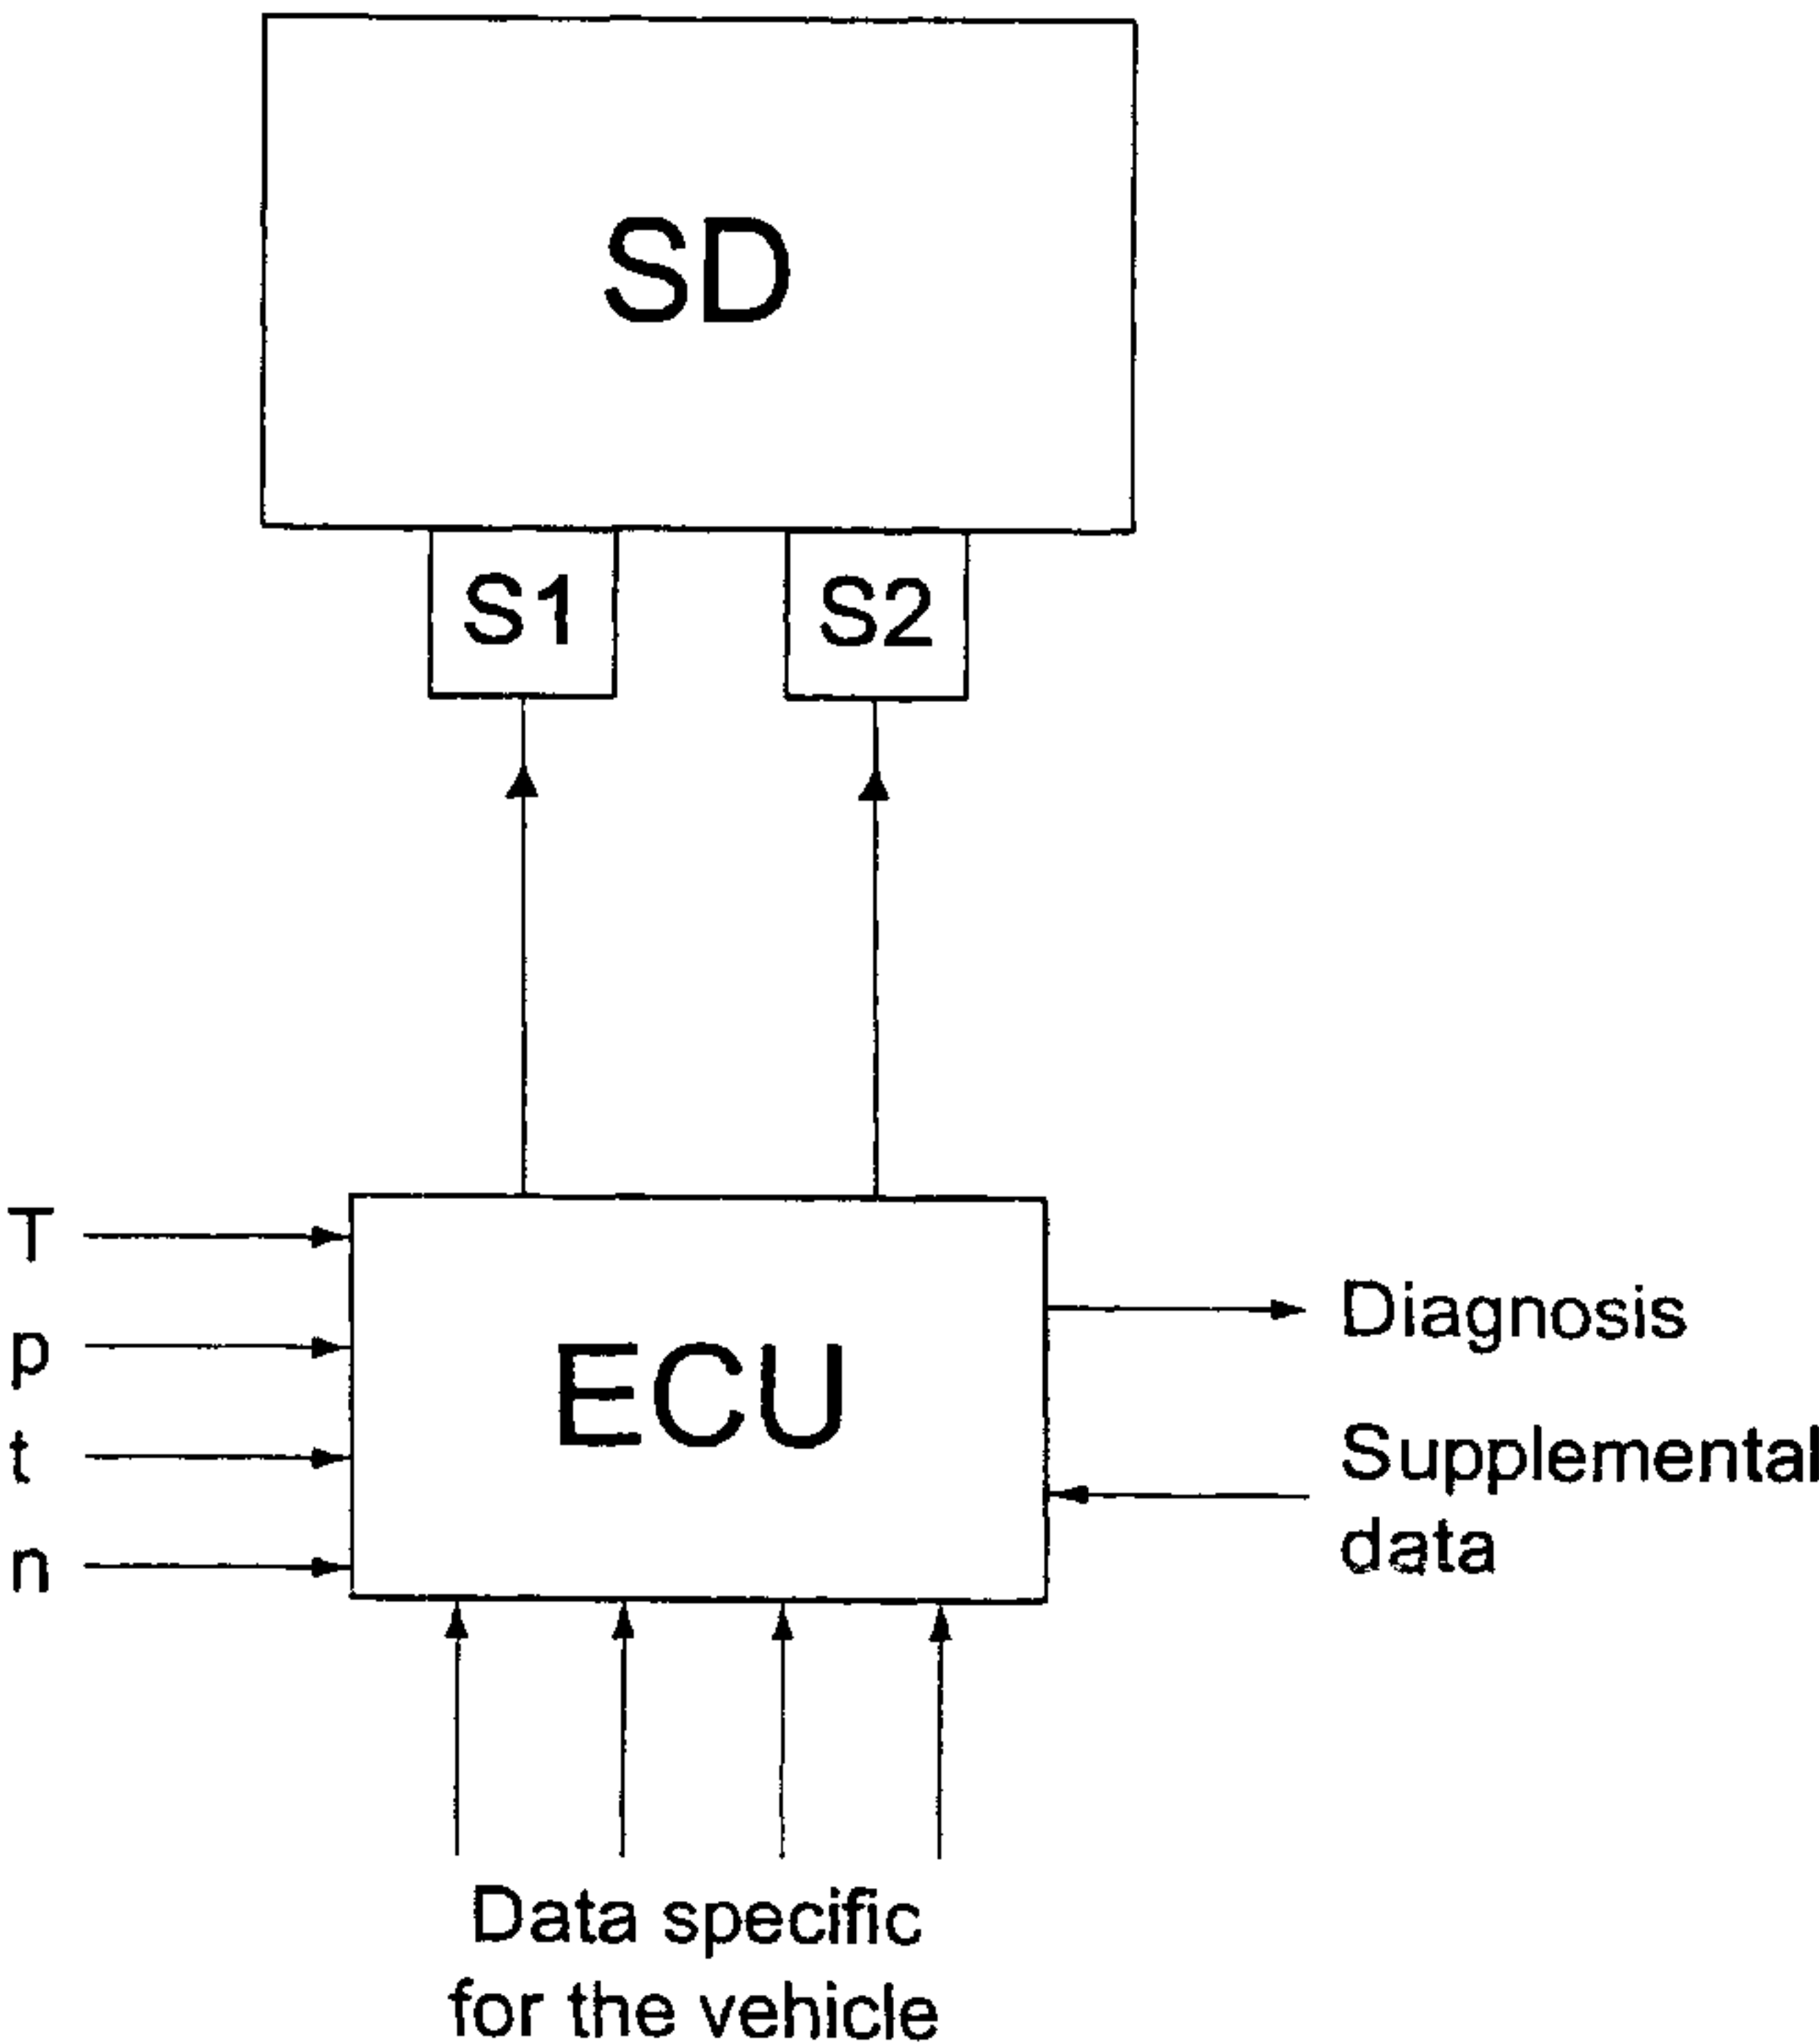 SD
S1
S2
T
p
t
n
ECU
Diagnosis
Supplemental
data
Data specific
for the vehicle